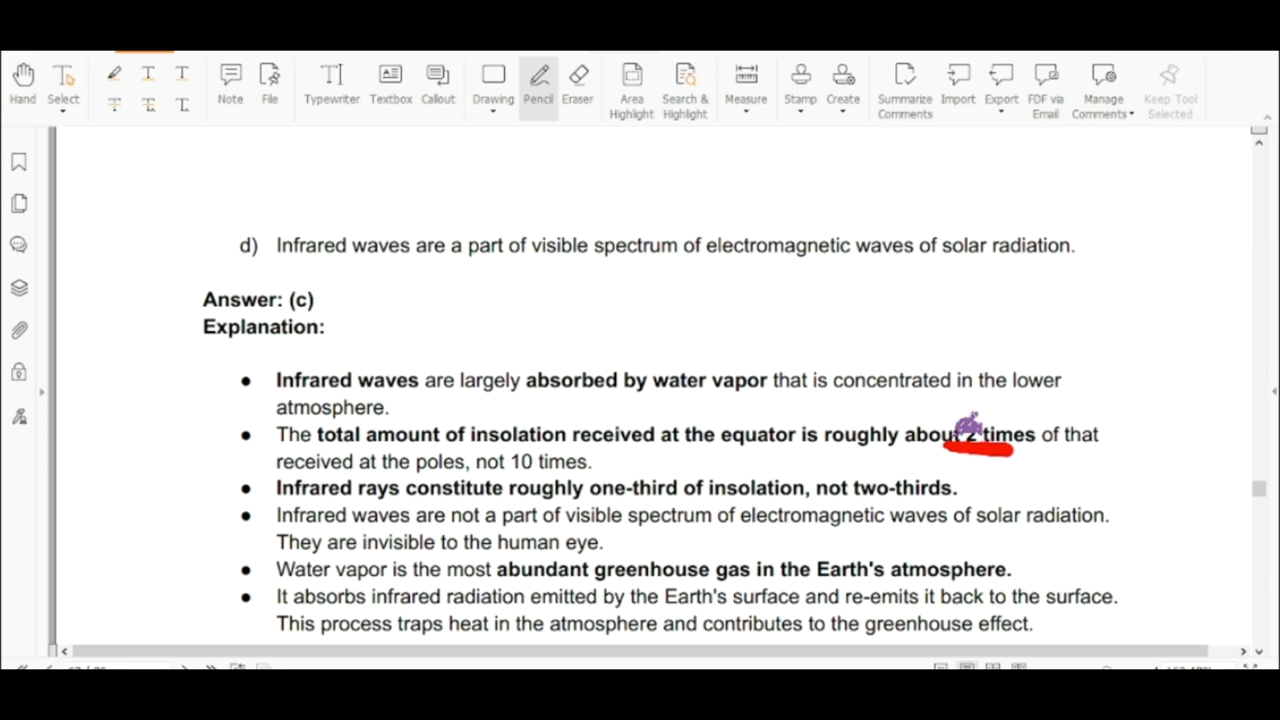 Hand Select Note File Typewriter Textbox Callout Drawing Pencil Eraser Area Highlight Search & Highlight Measure Stamp Create Summarize Comments Import Export FDF via Email Manage Comments Keep Tool Selected
d) Infrared waves are a part of visible spectrum of electromagnetic waves of solar radiation.
Answer: (c)
Explanation:
● Infrared waves are largely absorbed by water vapor that is concentrated in the lower
atmosphere.
● The total amount of insolation received at the equator is roughly about 2 times of that
received at the poles, not 10 times.
● Infrared rays constitute roughly one-third of insolation, not two-thirds.
● Infrared waves are not a part of visible spectrum of electromagnetic waves of solar radiation.
They are invisible to the human eye.
● Water vapor is the most abundant greenhouse gas in the Earth's atmosphere.
● It absorbs infrared radiation emitted by the Earth's surface and re-emits it back to the surface.
This process traps heat in the atmosphere and contributes to the greenhouse effect.